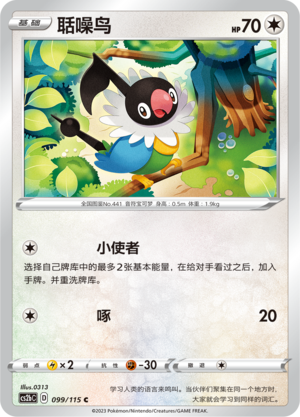 基础 聒噪鸟 HP70
全国图鉴No.441 音符宝可梦 身高：0.5m 体重：1.9kg
小使者
选择自己牌库中的最多2张基本能量，在给对手看过之后，加入
手牌。并重洗牌库。
啄 20
弱点 ×2 抗性 -30 撤退
Illus.0313
CS2bC D 099/115 C
学习人类的语言来鸣叫。当伙伴们聚集在同一个地方时，
大家就会学习到同样的词汇。
©2023 Pokémon/Nintendo/Creatures/GAME FREAK.